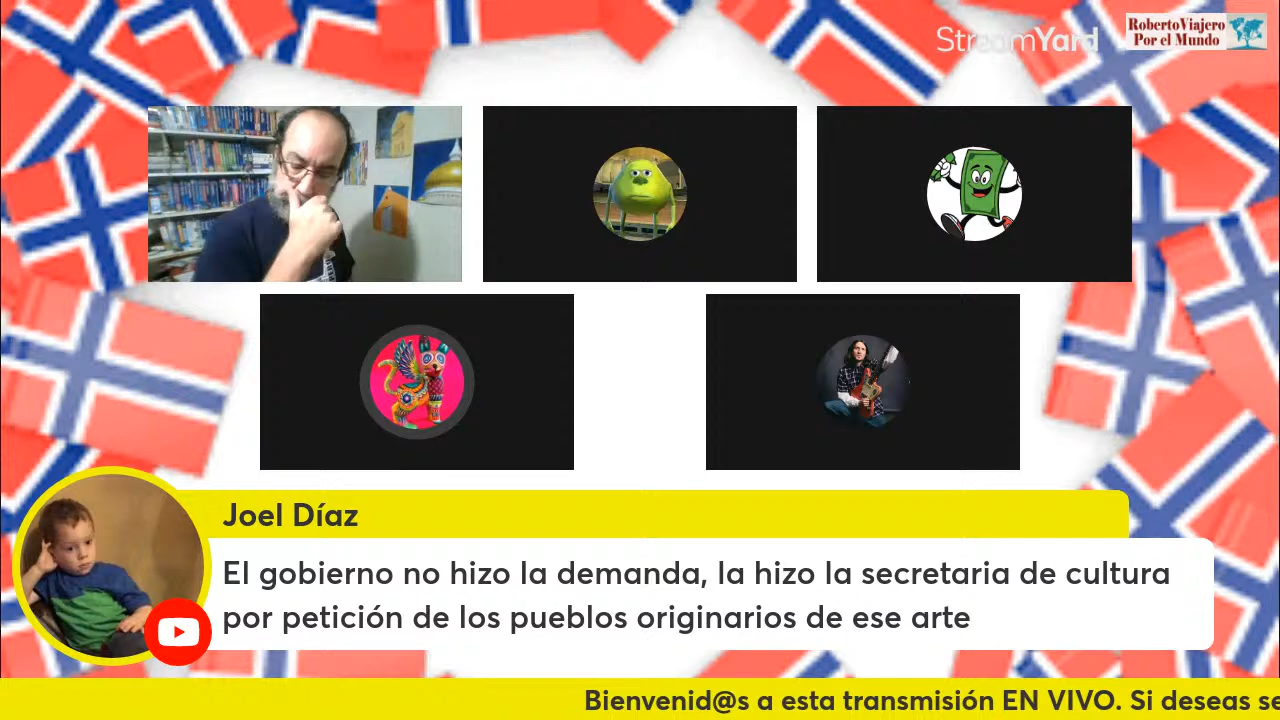 StreamYard
RobertoViajero
Por el Mundo
Joel Díaz
El gobierno no hizo la demanda, la hizo la secretaria de cultura
por petición de los pueblos originarios de ese arte
Bienvenid@s a esta transmisión EN VIVO. Si deseas se